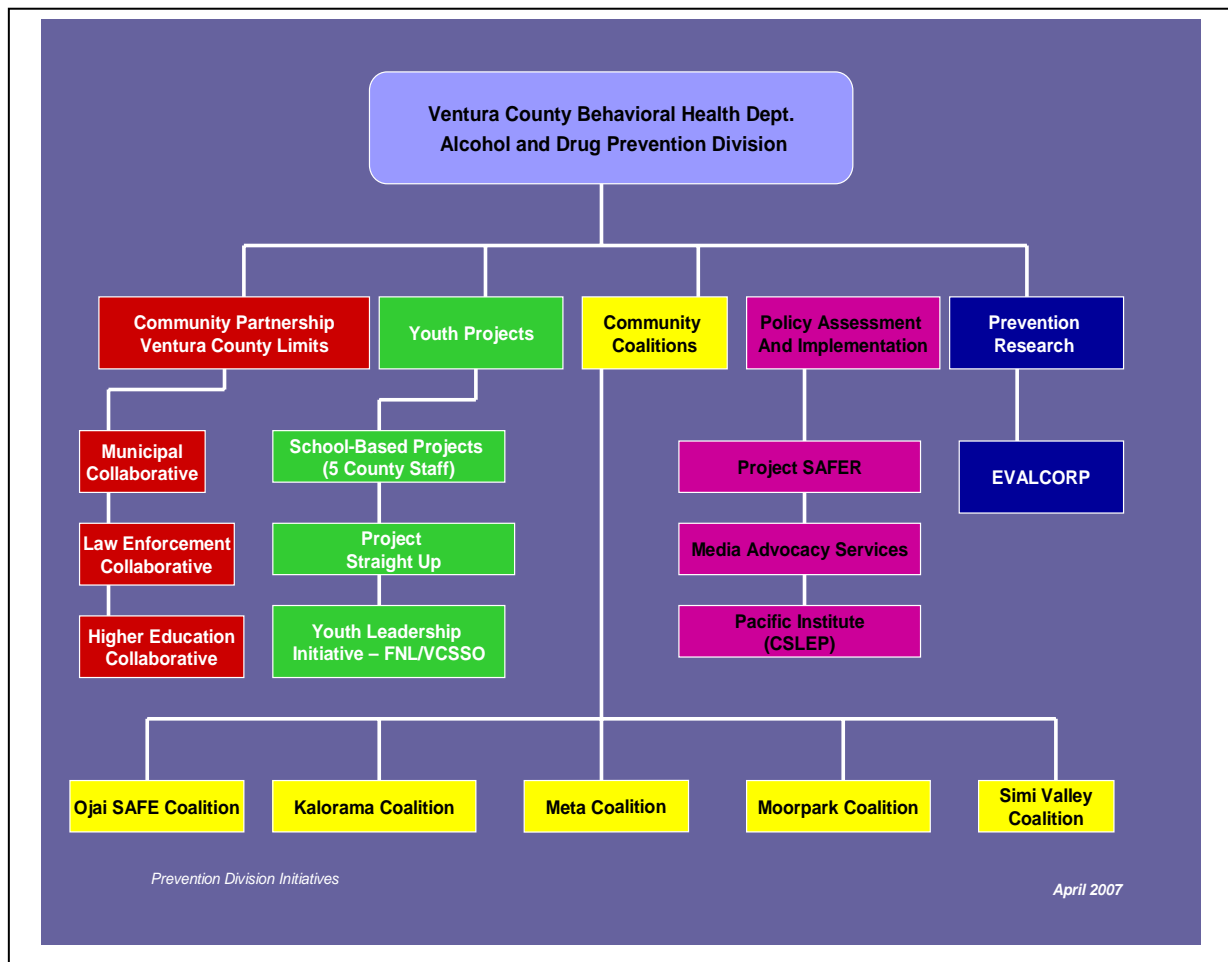 Ventura County Behavioral Health Dept.
Alcohol and Drug Prevention Division
Community Partnership
Ventura County Limits
Youth Projects
Community
Coalitions
Policy Assessment
And Implementation
Prevention
Research
Municipal
Collaborative
Law Enforcement
Collaborative
Higher Education
Collaborative
School-Based Projects
(5 County Staff)
Project
Straight Up
Youth Leadership
Initiative – FNL/VCSSO
Project SAFER
Media Advocacy Services
Pacific Institute
(CSLEP)
EVALCORP
Ojai SAFE Coalition
Kalorama Coalition
Meta Coalition
Moorpark Coalition
Simi Valley
Coalition
Prevention Division Initiatives
April 2007